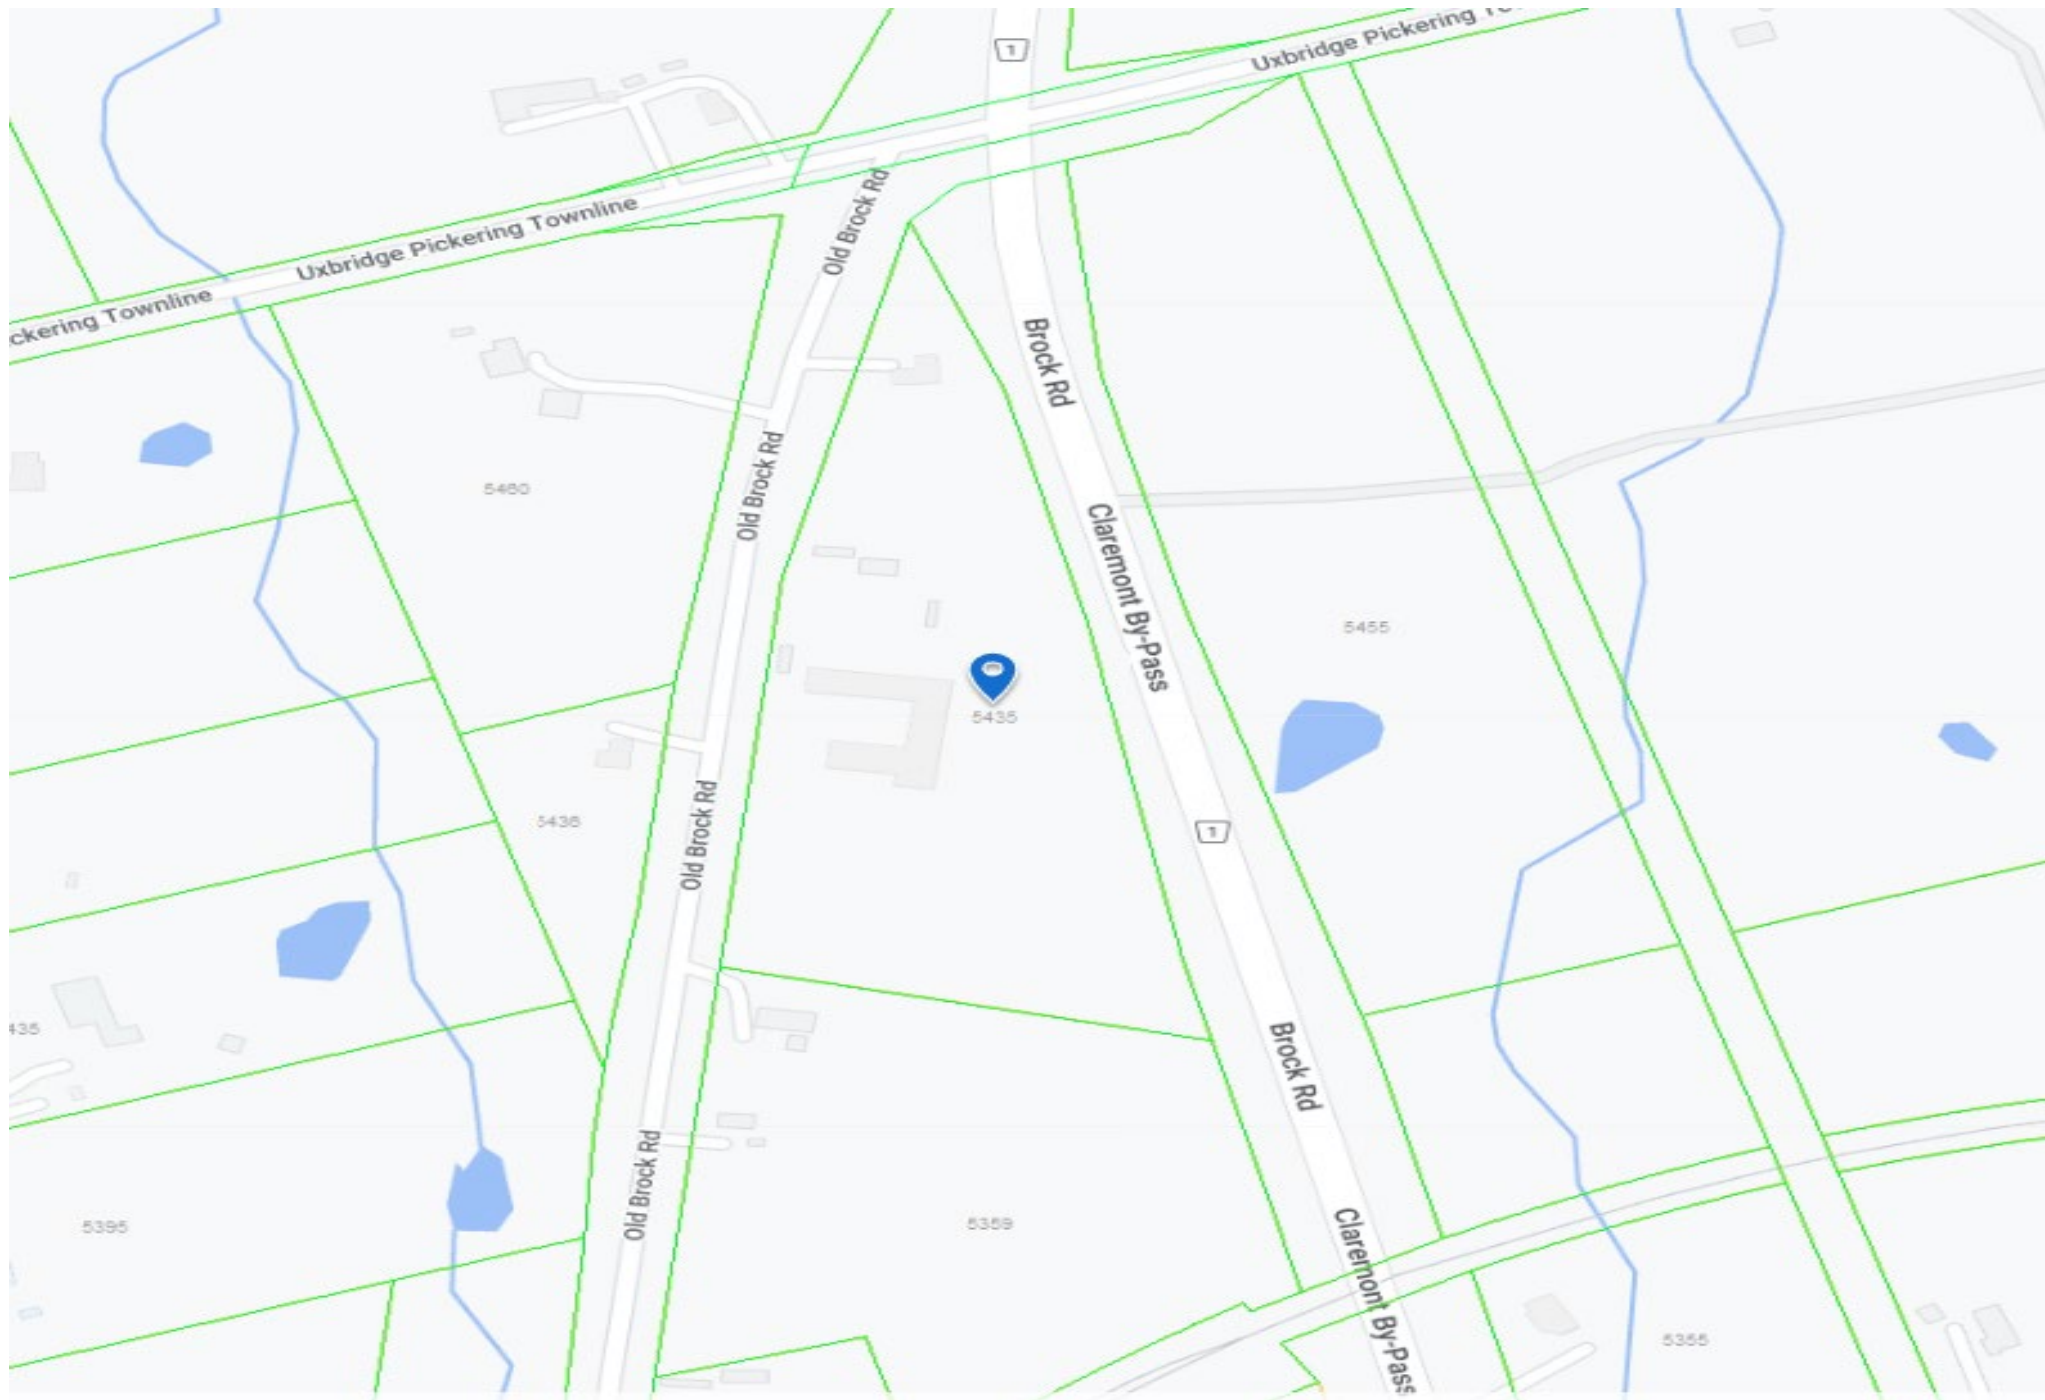 1
Uxbridge Pickering
Old Brock Rd
Uxbridge Pickering Townline
ckering Townline
Brock Rd
Old Brock Rd
5460
Claremont By-Pass
5455
5435
Old Brock Rd
5436
1
435
Brock Rd
Old Brock Rd
5395
5359
Claremont By-Pass
5355